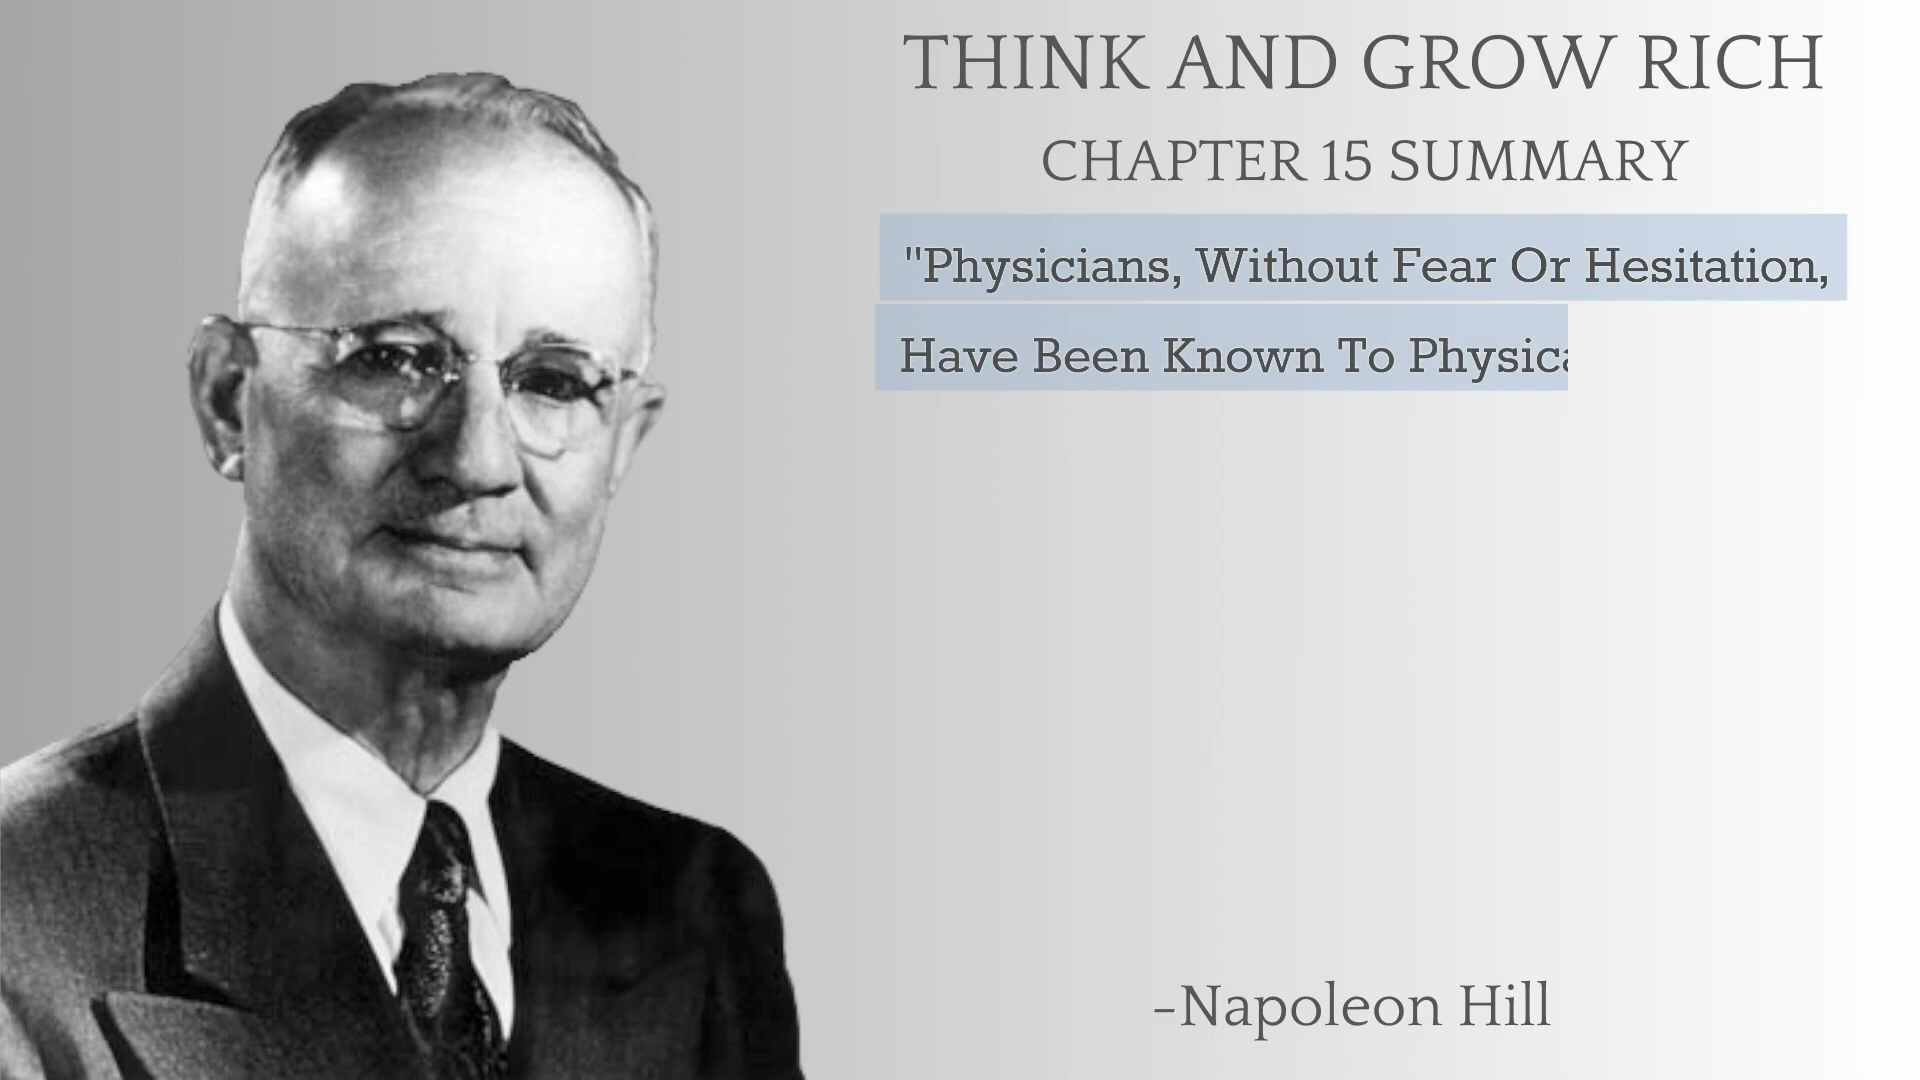 THINK AND GROW RICH
CHAPTER 15 SUMMARY
"Physicians, Without Fear Or Hesitation,
Have Been Known To
-Napoleon Hill